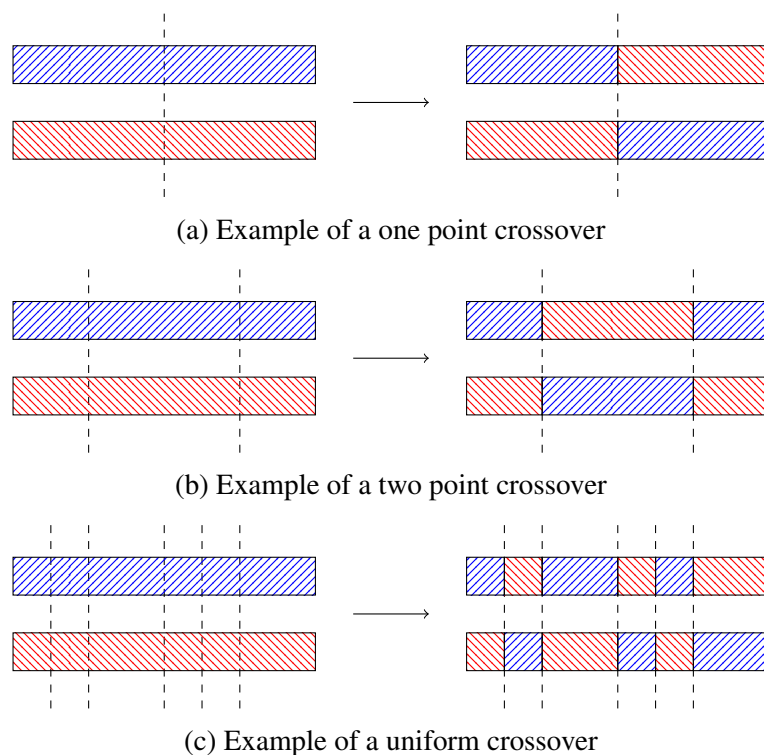 (a) Example of a one point crossover
(b) Example of a two point crossover
(c) Example of a uniform crossover